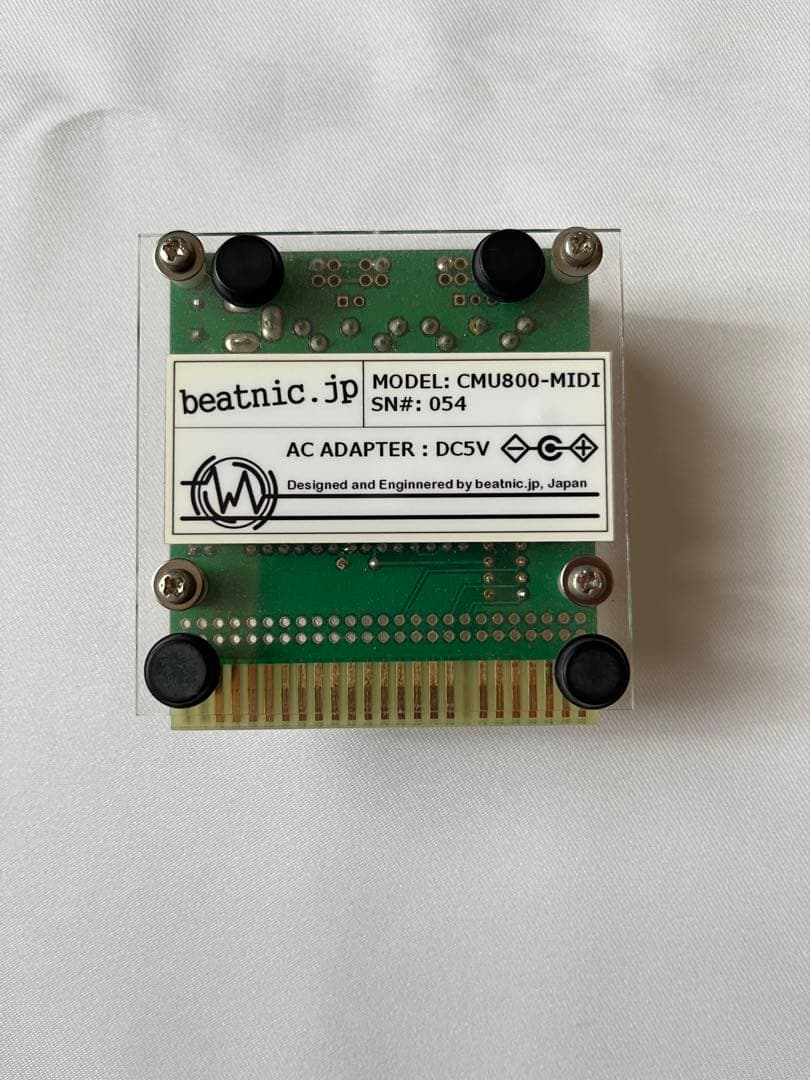 beatnic.jp
MODEL: CMU800-MIDI
SN#: 054
AC ADAPTER : DC5V
Designed and Enginnered by beatnic.jp, Japan